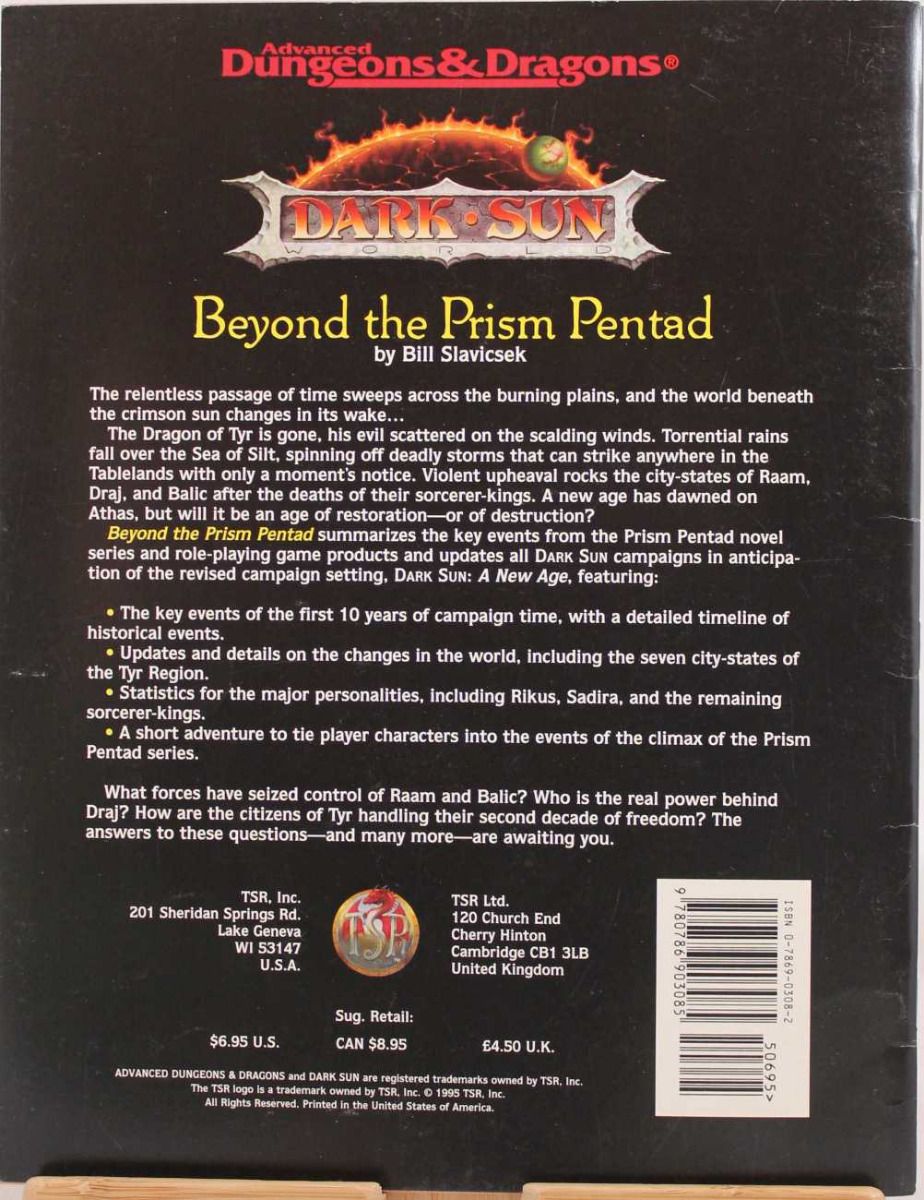 Advanced
Dungeons & Dragons®
DARK • SUN
WORLD
Beyond the Prism Pentad
by Bill Slavicsek
The relentless passage of time sweeps across the burning plains, and the world beneath
the crimson sun changes in its wake...
The Dragon of Tyr is gone, his evil scattered on the scalding winds. Torrential rains
fall over the Sea of Silt, spinning off deadly storms that can strike anywhere in the
Tablelands with only a moment's notice. Violent upheaval rocks the city-states of Raam,
Draj, and Balic after the deaths of their sorcerer-kings. A new age has dawned on
Athas, but will it be an age of restoration—or of destruction?
Beyond the Prism Pentad summarizes the key events from the Prism Pentad novel
series and role-playing game products and updates all DARK SUN campaigns in anticipa-
tion of the revised campaign setting, DARK SUN: A New Age, featuring:
• The key events of the first 10 years of campaign time, with a detailed timeline of
historical events.
• Updates and details on the changes in the world, including the seven city-states of
the Tyr Region.
• Statistics for the major personalities, including Rikus, Sadira, and the remaining
sorcerer-kings.
• A short adventure to tie player characters into the events of the climax of the Prism
Pentad series.
What forces have seized control of Raam and Balic? Who is the real power behind
Draj? How are the citizens of Tyr handling their second decade of freedom? The
answers to these questions—and many more—are awaiting you.
TSR, Inc.
201 Sheridan Springs Rd.
Lake Geneva
WI 53147
U.S.A.
TSR
TSR Ltd.
120 Church End
Cherry Hinton
Cambridge CB1 3LB
United Kingdom
Sug. Retail:
$6.95 U.S. CAN $8.95 £4.50 U.K.
ADVANCED DUNGEONS & DRAGONS and DARK SUN are registered trademarks owned by TSR, Inc.
The TSR logo is a trademark owned by TSR, Inc. © 1995 TSR, Inc.
All Rights Reserved. Printed in the United States of America.
ISBN 0-7869-0308-2
9 780786 903085
50695>